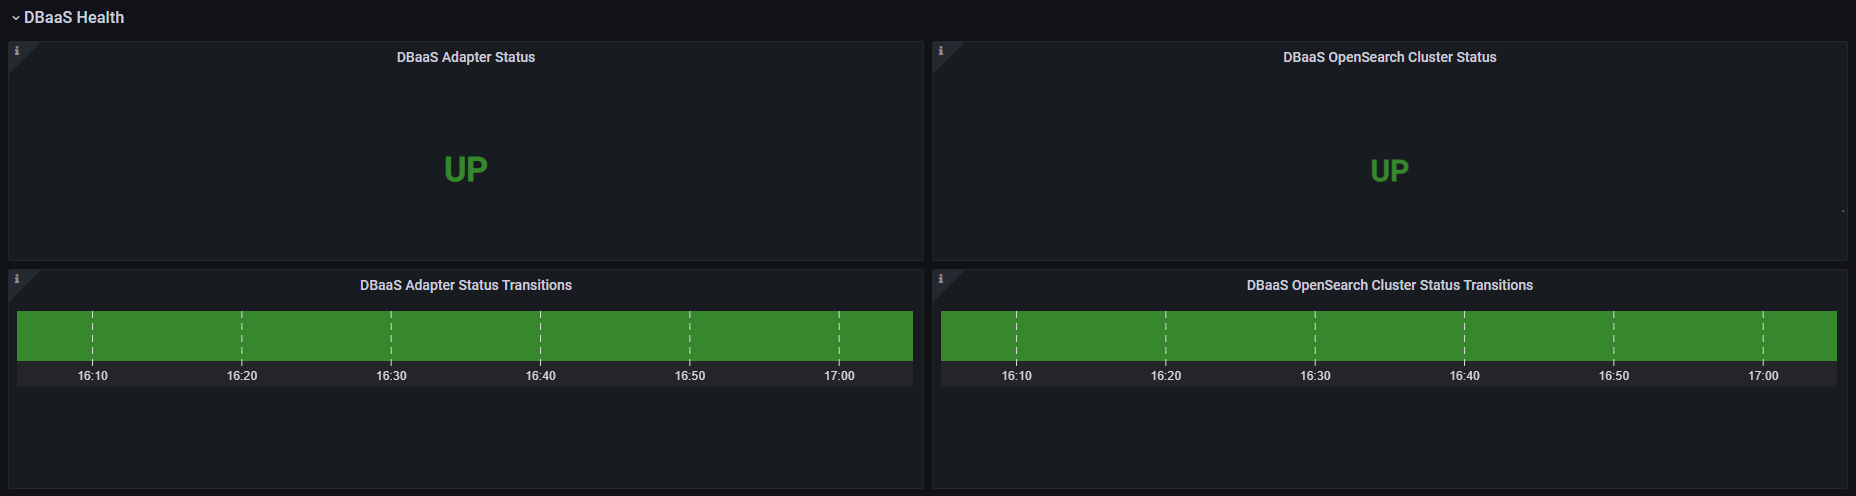 DBaaS Health
DBaaS Adapter Status
UP
DBaaS OpenSearch Cluster Status
UP
DBaaS Adapter Status Transitions
16:10 16:20 16:30 16:40 16:50 17:00
DBaaS OpenSearch Cluster Status Transitions
16:10 16:20 16:30 16:40 16:50 17:00